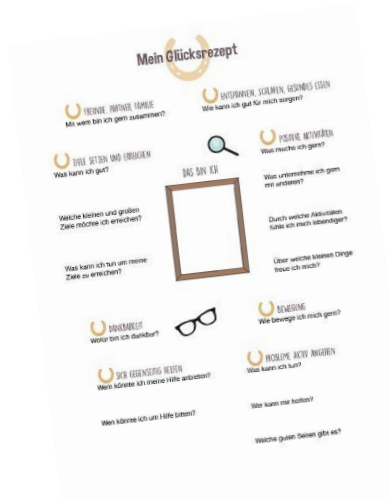 Mein Glücksrezept
FREUNDE, PARTNER, FAMILIE
Mit wem bin ich gern zusammen?
ENTSPANNEN, SCHLAFEN, GESUNDES ESSEN
Wie kann ich gut für mich sorgen?
ZIELE SETZEN UND ERREICHEN
Was kann ich gut?
Welche kleinen und großen
Ziele möchte ich erreichen?
Was kann ich tun um meine
Ziele zu erreichen?
DAS BIN ICH
POSITIVE AKTIVITÄTEN
Was mache ich gern?
Was unternehme ich gern
mit anderen?
Durch welche Aktivitäten
fühle ich mich lebendiger?
Über welche kleinen Dinge
freue ich mich?
DANKBARKEIT
Wofür bin ich dankbar?
BEWEGUNG
Wie bewege ich mich gern?
SICH GEGENSEITIG HELFEN
Wem könnte ich meine Hilfe anbieten?
Wen könnte ich um Hilfe bitten?
PROBLEME AKTIV ANGEHEN
Was kann ich tun?
Wer kann mir helfen?
Welche guten Seiten gibt es?